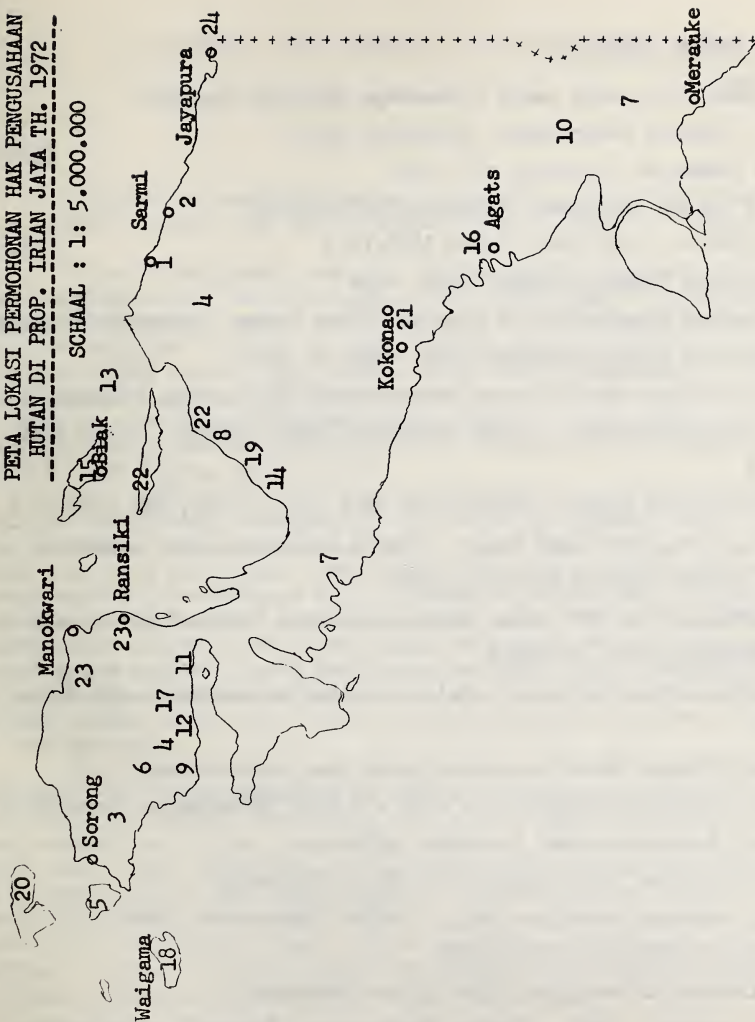 PETA LOKASI PERMOHONAN HAK PENGUSAHAAN
HUTAN DI PROP. IRIAN JAYA TH. 1972
SCHAAL : 1: 5.000.000
20
5
Waigama
18
Sorong
3
6
9
4
12
17
11
Manokwari
23
23 Ransiki
15
Biak
13
22
22
8
19
14
4
Sarmi
1
2
Jayapura
24
7
Kokonao
21
16
Agats
10
7
Merauke